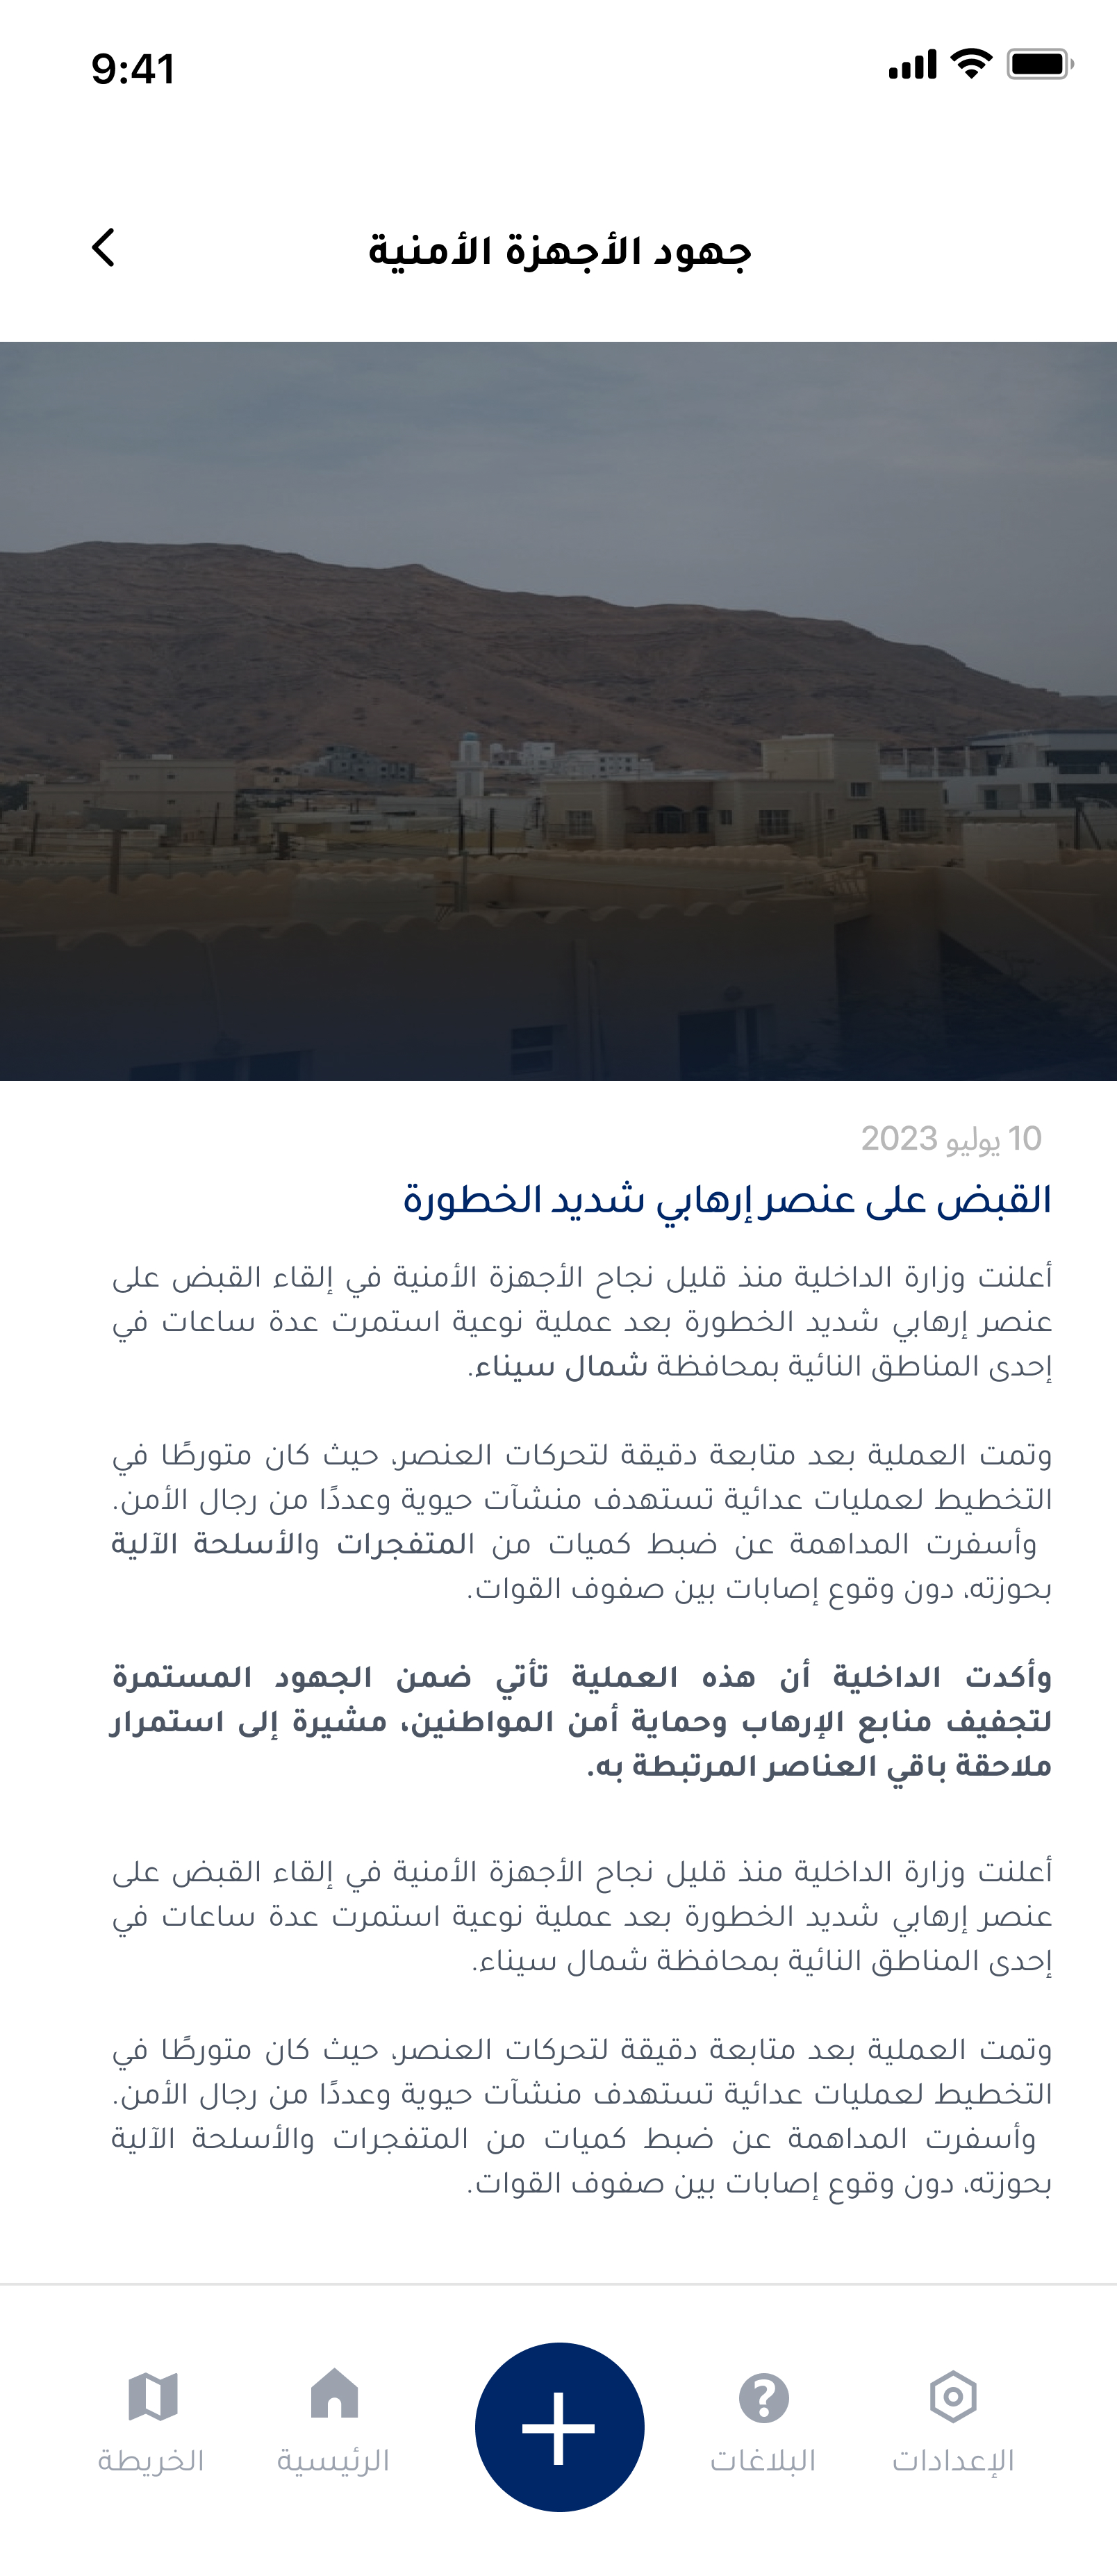 9:41
جهود الأجهزة الأمنية
10 يوليو 2023
القبض على عنصر إرهابي شديد الخطورة
أعلنت وزارة الداخلية منذ قليل نجاح الأجهزة الأمنية في إلقاء القبض على
عنصر إرهابي شديد الخطورة بعد عملية نوعية استمرت عدة ساعات في
إحدى المناطق النائية بمحافظة شمال سيناء.
وتمت العملية بعد متابعة دقيقة لتحركات العنصر، حيث كان متورطًا في
التخطيط لعمليات عدائية تستهدف منشآت حيوية وعددًا من رجال الأمن.
وأسفرت المداهمة عن ضبط كميات من المتفجرات والأسلحة الآلية
بحوزته، دون وقوع إصابات بين صفوف القوات.
وأكدت الداخلية أن هذه العملية تأتي ضمن الجهود المستمرة
لتجفيف منابع الإرهاب وحماية أمن المواطنين، مشيرة إلى استمرار
ملاحقة باقي العناصر المرتبطة به.
أعلنت وزارة الداخلية منذ قليل نجاح الأجهزة الأمنية في إلقاء القبض على
عنصر إرهابي شديد الخطورة بعد عملية نوعية استمرت عدة ساعات في
إحدى المناطق النائية بمحافظة شمال سيناء.
وتمت العملية بعد متابعة دقيقة لتحركات العنصر، حيث كان متورطًا في
التخطيط لعمليات عدائية تستهدف منشآت حيوية وعددًا من رجال الأمن.
وأسفرت المداهمة عن ضبط كميات من المتفجرات والأسلحة الآلية
بحوزته، دون وقوع إصابات بين صفوف القوات.
الإعدادات
البلاغات
الرئيسية
الخريطة